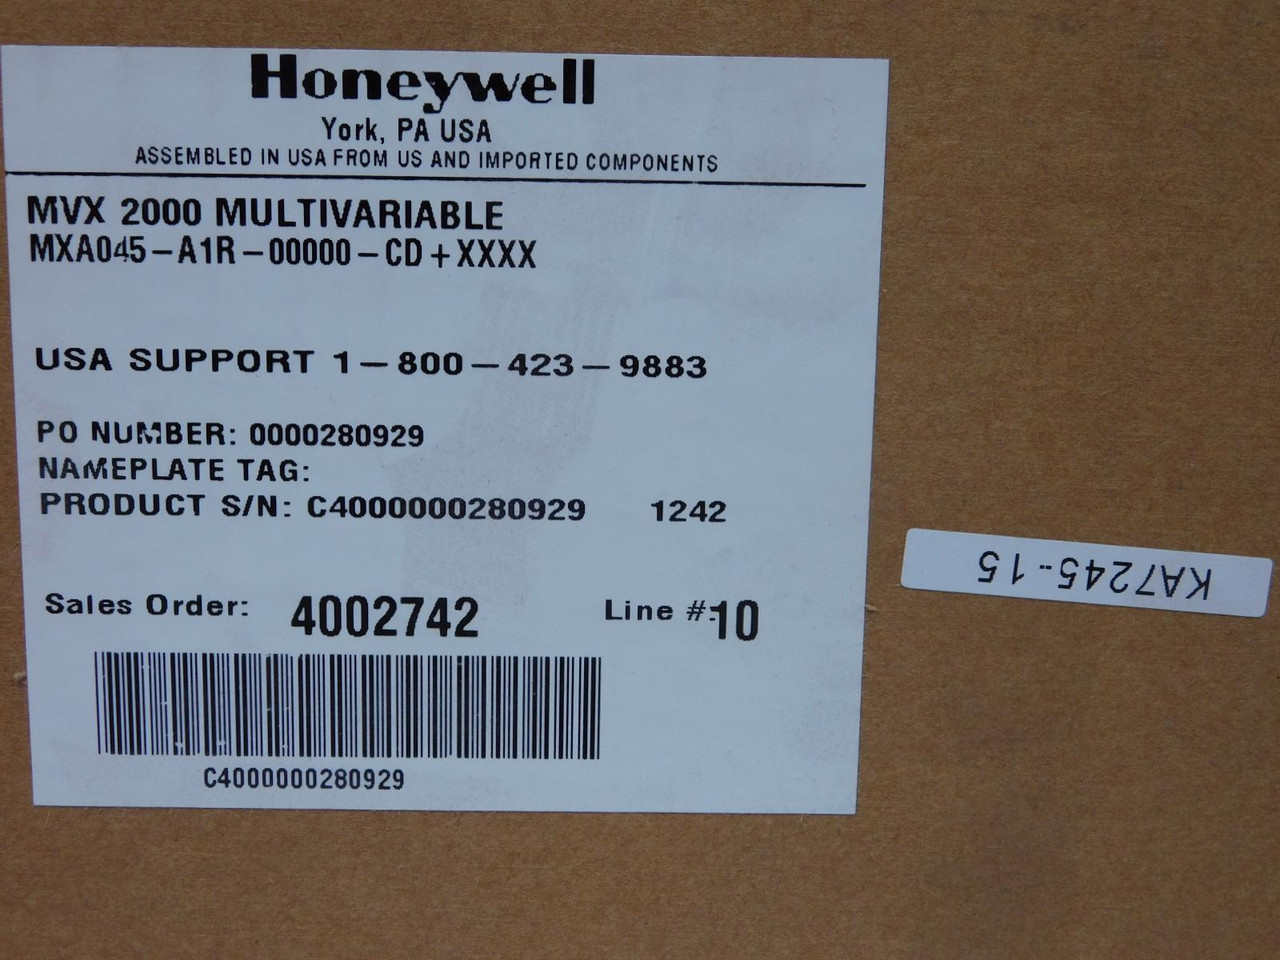 Honeywell
York, PA USA
ASSEMBLED IN USA FROM US AND IMPORTED COMPONENTS
MVX 2000 MULTIVARIABLE
MXA045-A1R-00000-CD+XXXX
USA SUPPORT 1-800-423-9883
PO NUMBER: 0000280929
NAMEPLATE TAG:
PRODUCT S/N: C4000000280929 1242
Sales Order: 4002742 Line #:10
C4000000280929
KA7245-15